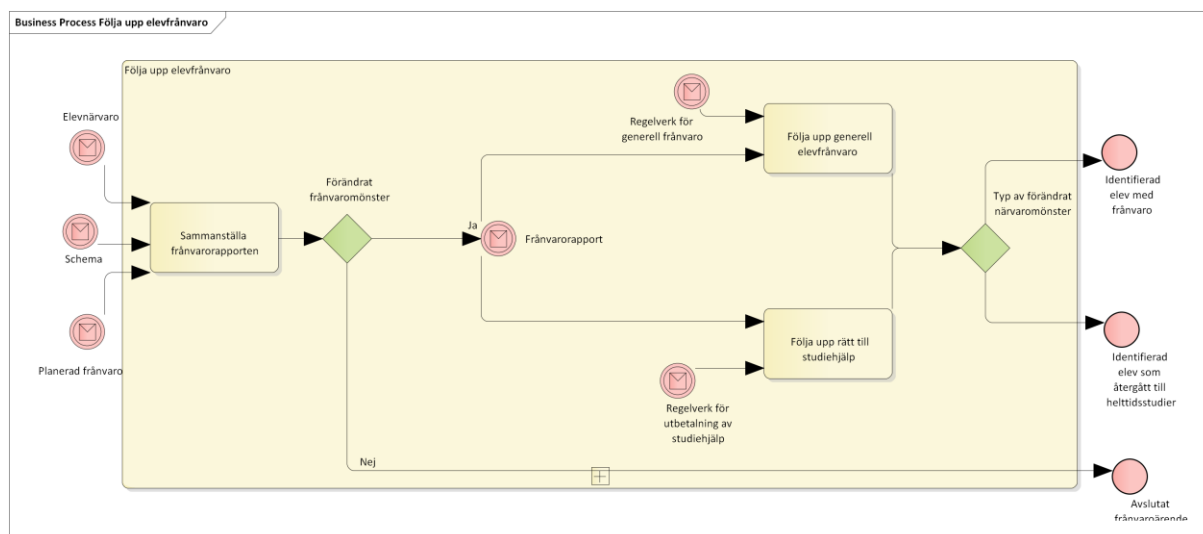 Business Process Följa upp elevfrånvaro
Följa upp elevfrånvaro
Elevnärvaro
Schema
Planerad frånvaro
Sammanställa
frånvarorapporten
Förändrat
frånvaromönster
Ja
Nej
Frånvarorapport
Regelverk för
generell frånvaro
Följa upp generell
elevfrånvaro
Följa upp rätt till
studiehjälp
Regelverk för
utbetalning av
studiehjälp
Typ av förändrat
närvaromönster
Identifierad
elev med
frånvaro
Identifierad
elev som
återgått till
helttidsstudier
Avslutat
frånvaroärende